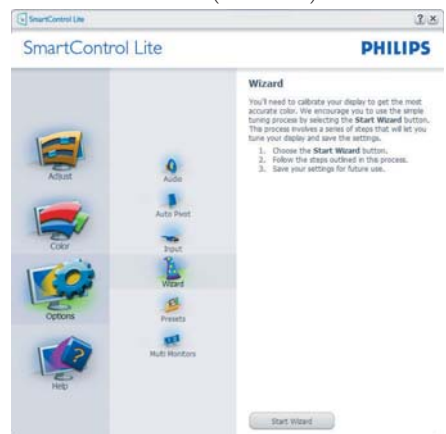 SmartControl Lite
SmartControl Lite
PHILIPS
Adjust
Color
Options
Help
Audio
Auto Pivot
Input
Wizard
Presets
Multi Monitors
Wizard
You'll need to calibrate your display to get the most
accurate color. We encourage you to use the simple
tuning process by selecting the Start Wizard button.
This process involves a series of steps that will let you
tune your display and save the settings.
1. Choose the Start Wizard button.
2. Follow the steps outlined in this process.
3. Save your settings for future use.
Start Wizard